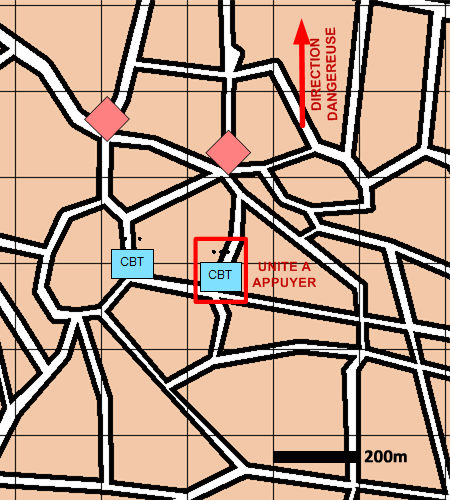 DIRECTION
DANGEREUSE
CBT
CBT
UNITE A
APPUYER
200m